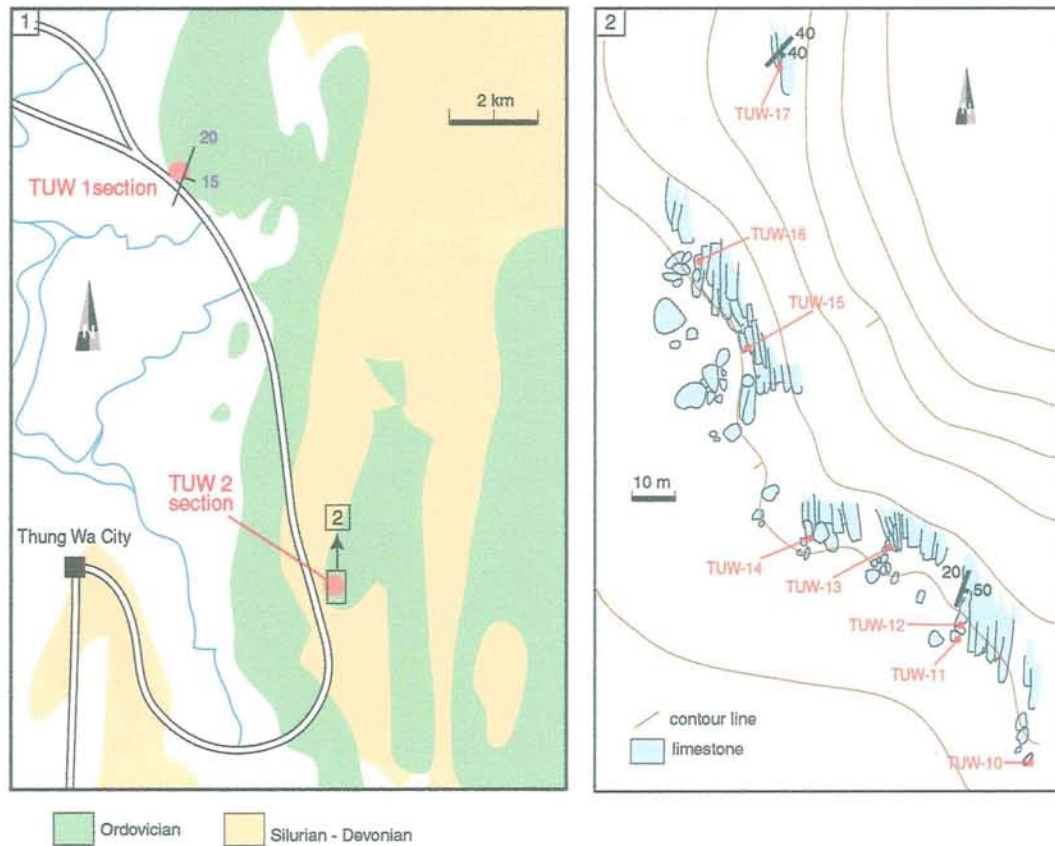 1
2 km
20
15
TUW 1section
N
TUW 2
section
2
Thung Wa City
Ordovician
Silurian - Devonian
2
40
40
TUW-17
N
TUW-16
TUW-15
10 m
TUW-14
TUW-13
20
50
TUW-12
TUW-11
contour line
limestone
TUW-10